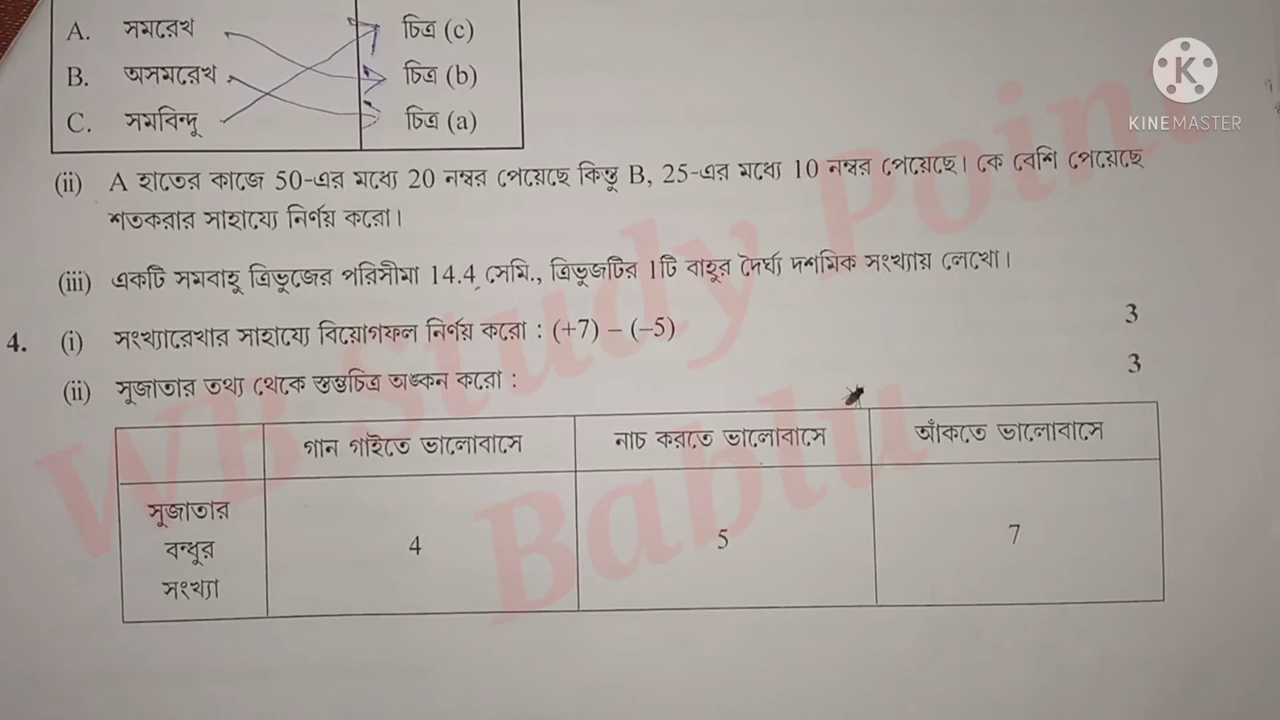 A. সমরেখ চিত্র (c)
B. অসমরেখ চিত্র (b)
C. সমবিন্দু চিত্র (a)
K
KINEMASTER
(ii) A হাতের কাজে 50-এর মধ্যে 20 নম্বর পেয়েছে কিন্তু B, 25-এর মধ্যে 10 নম্বর পেয়েছে। কে বেশি পেয়েছে
শতকরার সাহায্যে নির্ণয় করো।
(iii) একটি সমবাহু ত্রিভুজের পরিসীমা 14.4 সেমি., ত্রিভুজটির 1টি বাহুর দৈর্ঘ্য দশমিক সংখ্যায় লেখো।
4. (i) সংখ্যারেখার সাহায্যে বিয়োগফল নির্ণয় করো : (+7) – (–5) 3
(ii) সুজাতার তথ্য থেকে স্তম্ভচিত্র অঙ্কন করো : 3
গান গাইতে ভালোবাসে নাচ করতে ভালোবাসে আঁকতে ভালোবাসে
সুজাতার
বন্ধুর 4 5 7
সংখ্যা
WB Study Point
Bablu